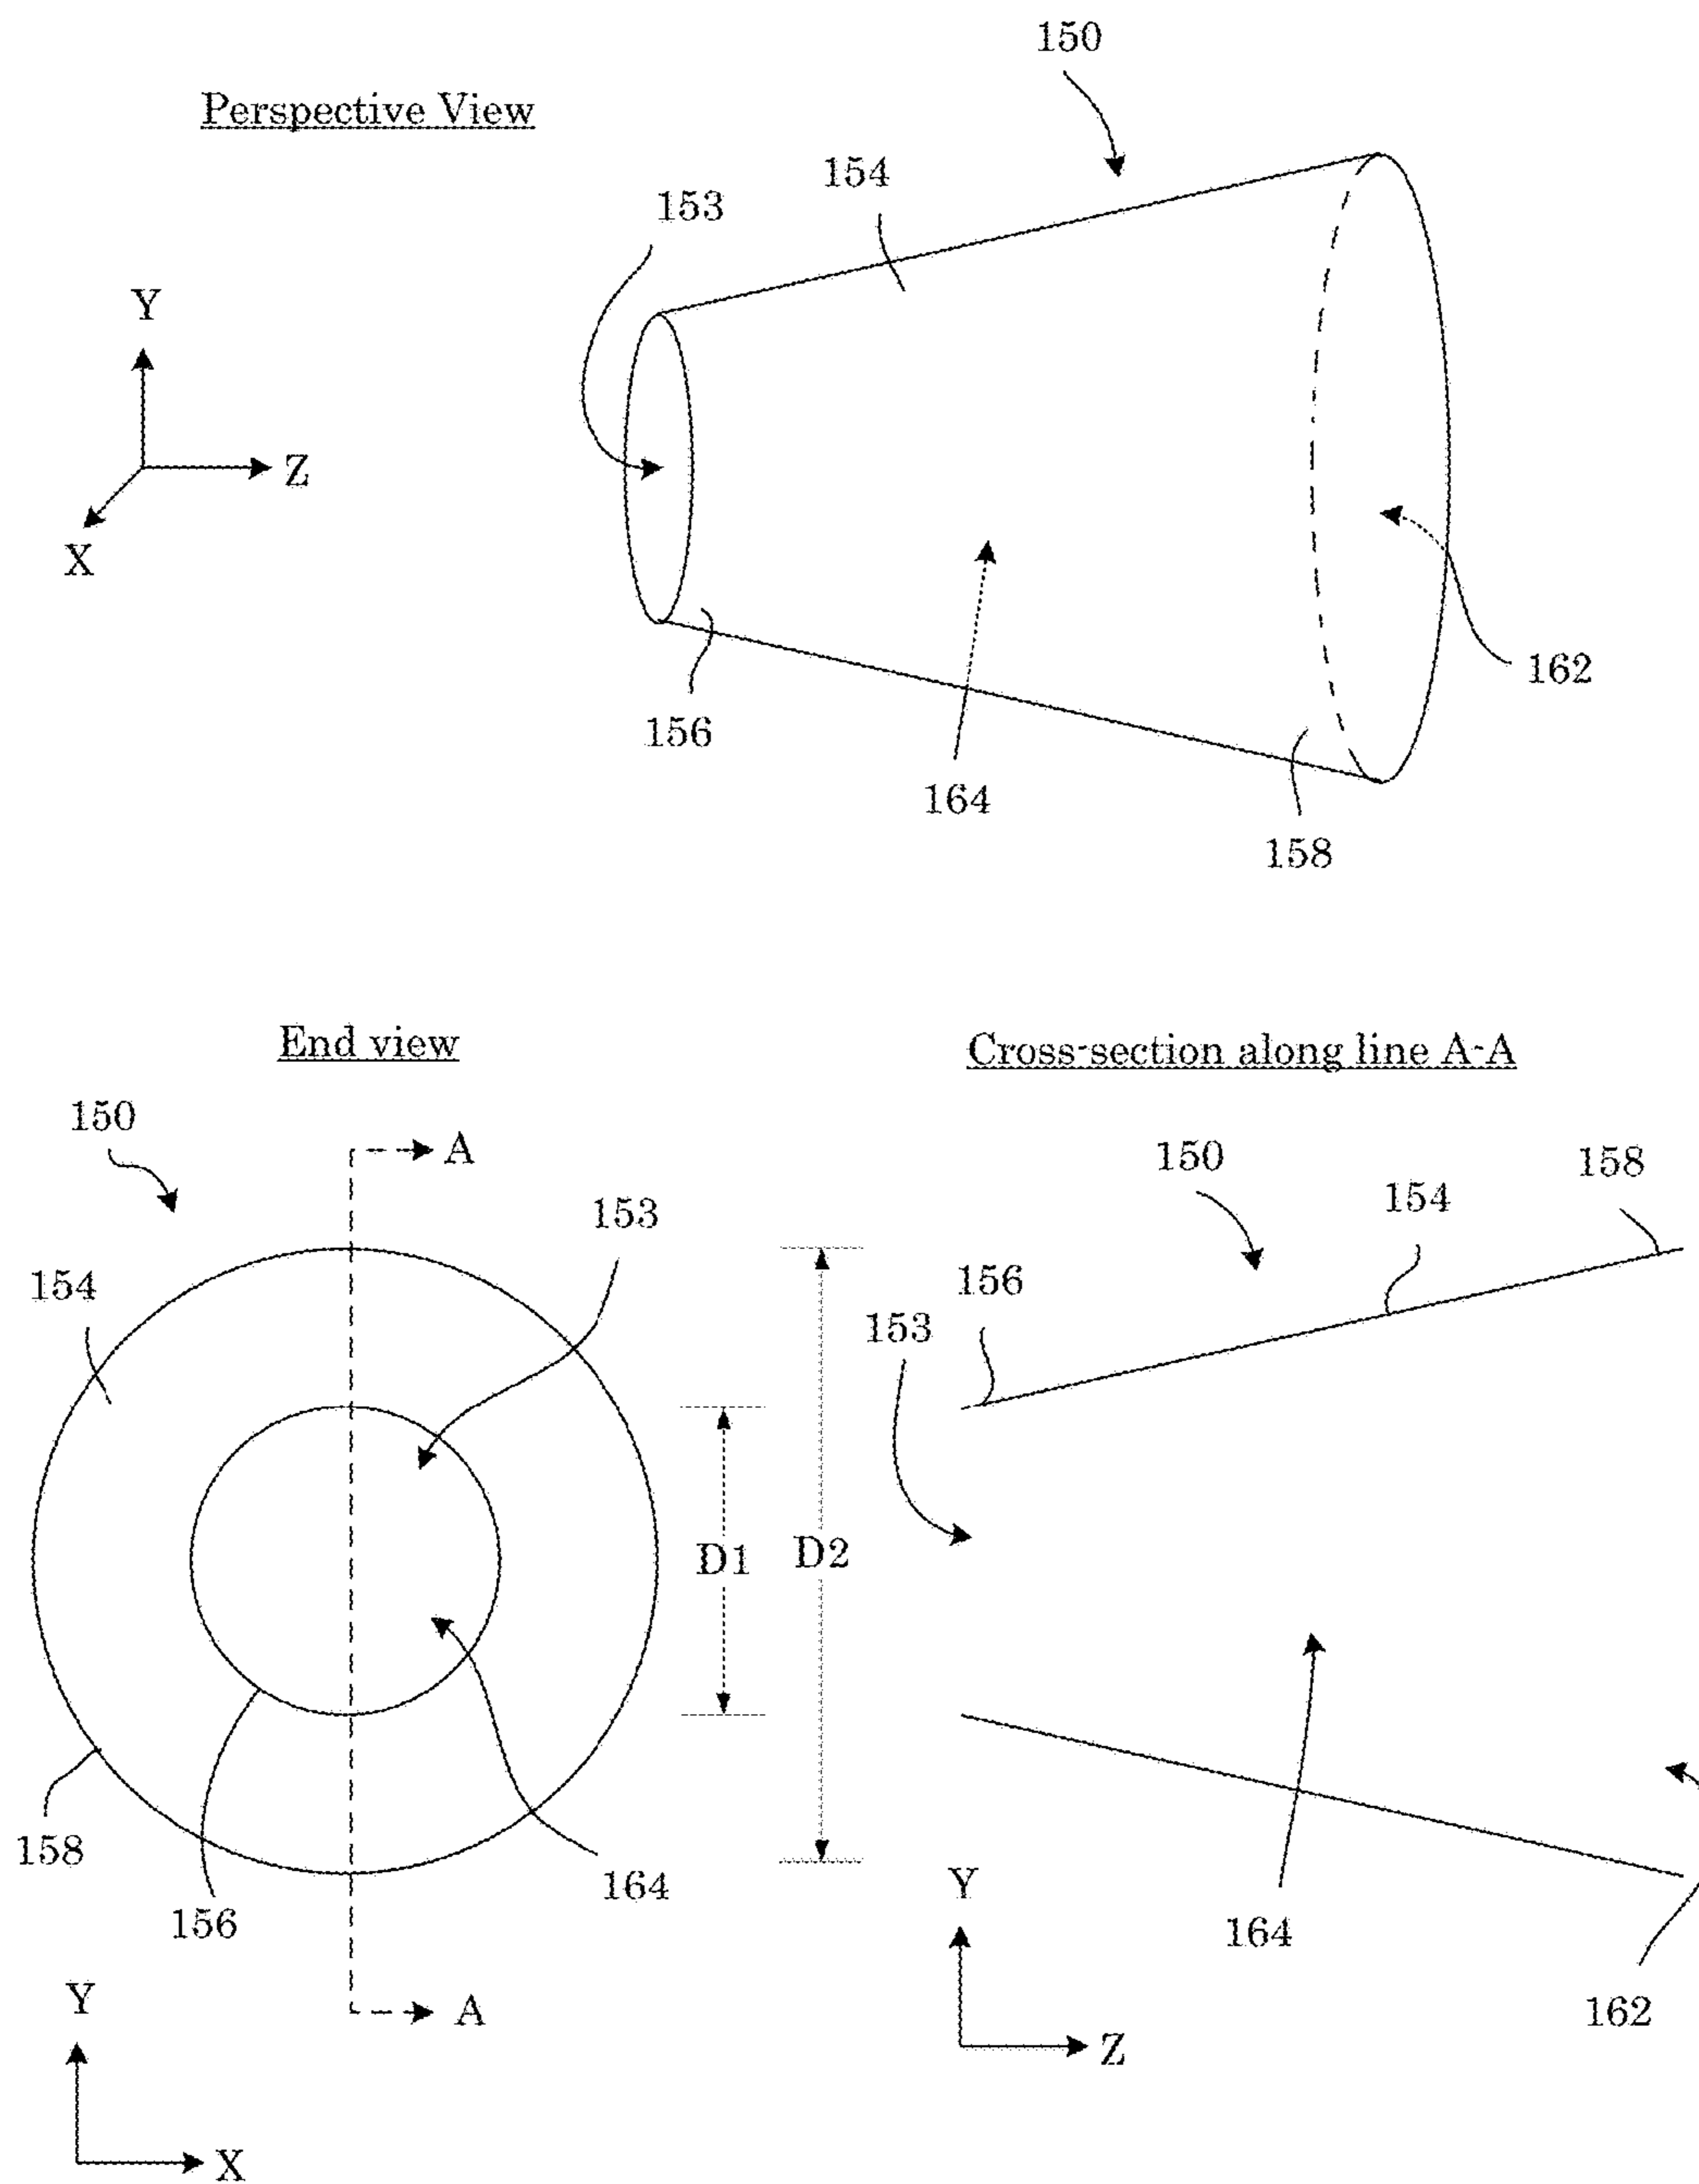 150
Perspective View
154
153
Y
Z
X
162
156
164
158
End view
Cross-section along line A-A
150
A
150
158
153
154
154
156
153
D1
D2
158
164
Y
156
164
Y
A
162
Z
X